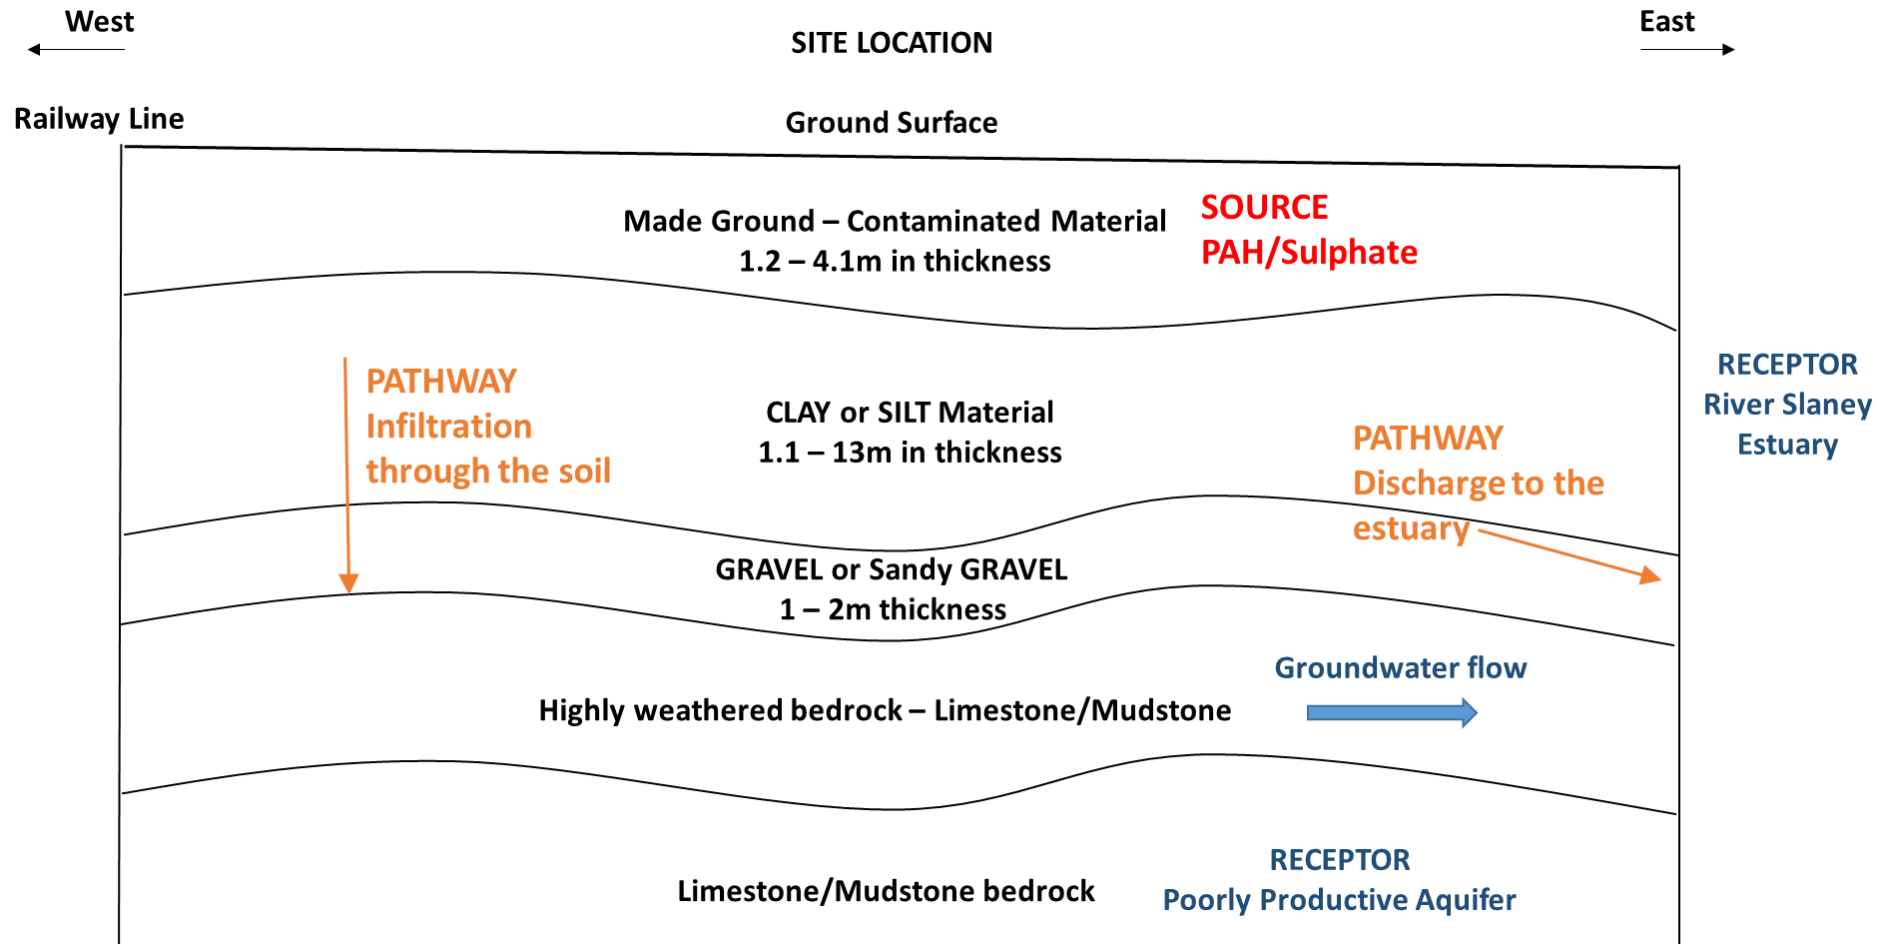 West
East
SITE LOCATION
Railway Line
Ground Surface
Made Ground – Contaminated Material
1.2 – 4.1m in thickness
SOURCE
PAH/Sulphate
PATHWAY
Infiltration
through the soil
CLAY or SILT Material
1.1 – 13m in thickness
PATHWAY
Discharge to the
estuary
RECEPTOR
River Slaney
Estuary
GRAVEL or Sandy GRAVEL
1 – 2m thickness
Groundwater flow
Highly weathered bedrock – Limestone/Mudstone
Limestone/Mudstone bedrock
RECEPTOR
Poorly Productive Aquifer